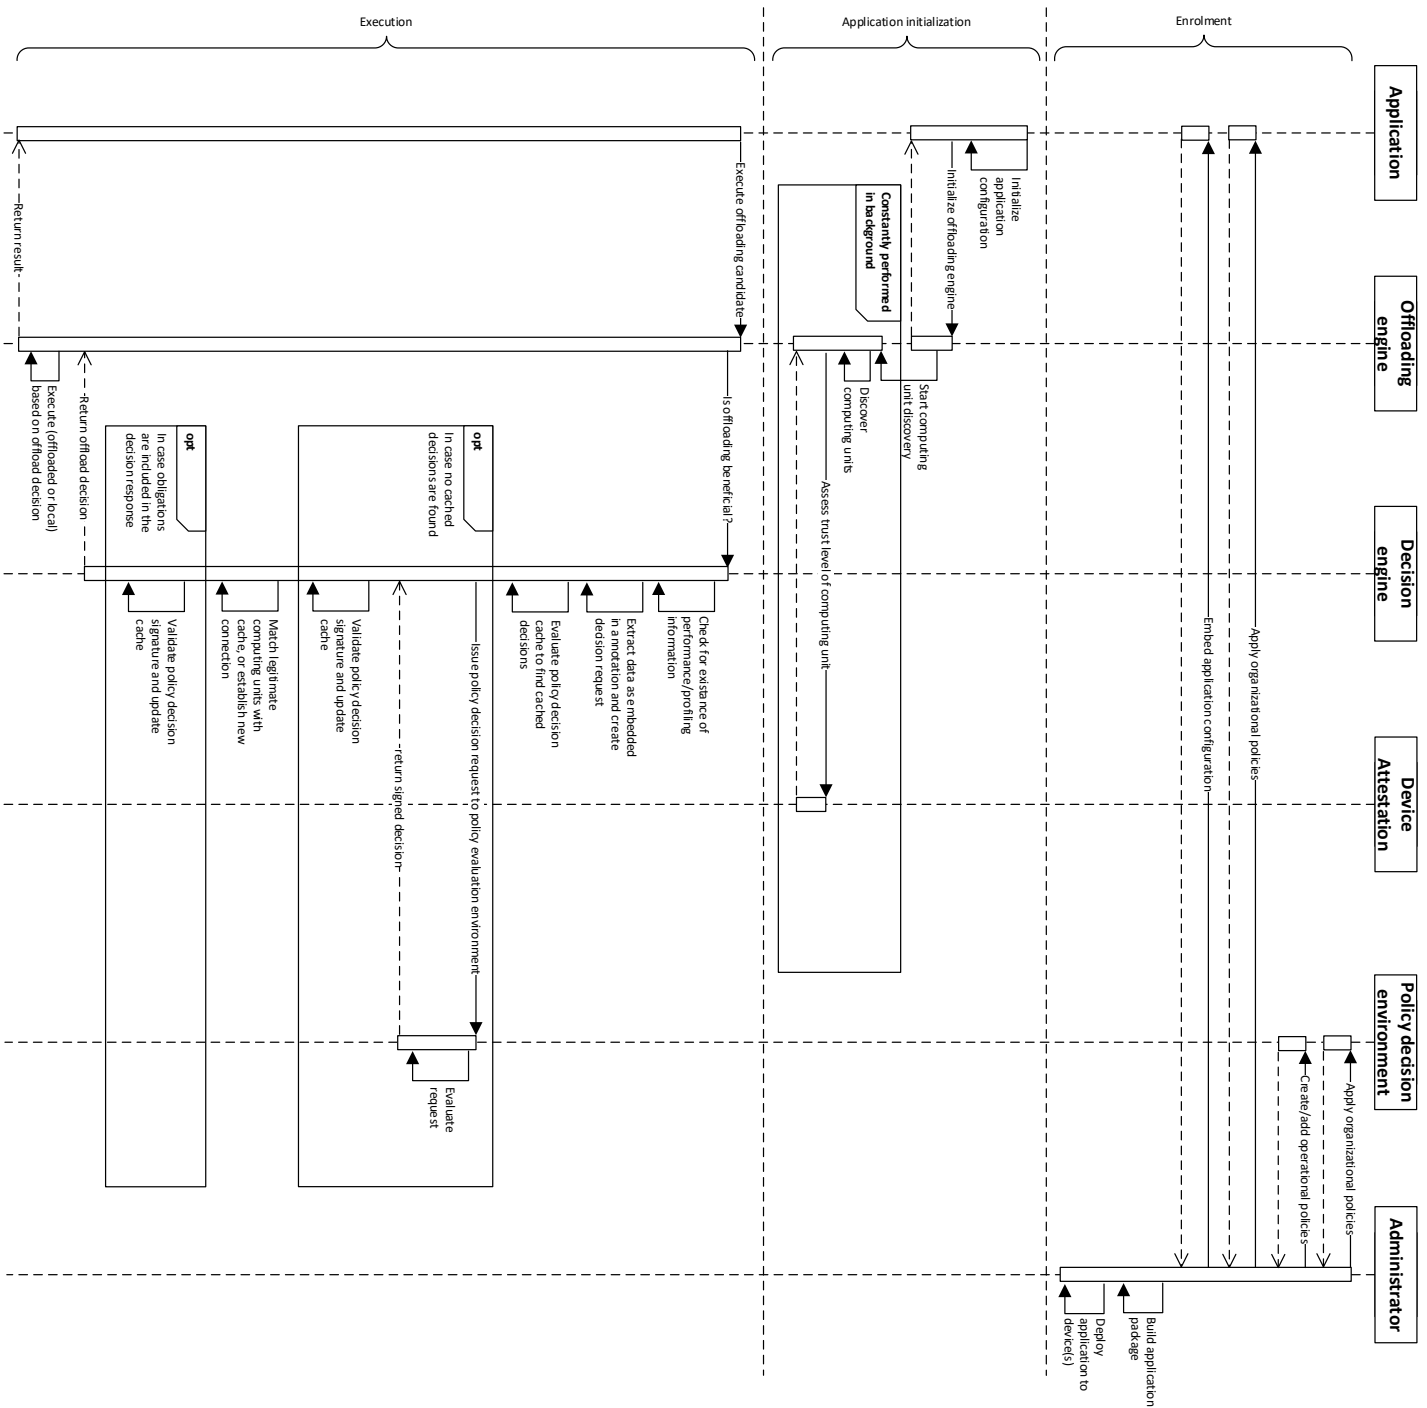 Execution
Application initialization
Enrolment
Application
Offloading
engine
Decision
engine
Device
Attestation
Policy decision
environment
Administrator
Apply organizational policies
Create/add operational policies
Apply organizational policies
Embed application configuration
Build application
package
Deploy
application to
device(s)
Initialize
application
configuration
Initialize offloading engine
Start computing
unit discovery
Constantly performed
in background
Discover
computing units
Assess trust level of computing unit
Execute offloading candidate
Is offloading beneficial?
Check for existance of
performance/profiling
information
Extract data as embedded
in annotation and create
decision request
Evaluate policy decision
cache to find cached
decisions
opt
In case no cached
decisions are found
Issue policy decision request to policy evaluation environment
Evaluate
request
return signed decision
Validate policy decision
signature and update
cache
Match legitimate
computing units with
cache, or establish new
connection
opt
In case obligations
are included in the
decision response
Validate policy decision
signature and update
cache
Return offload decision
Execute (offloaded or local)
based on offload decision
Return result